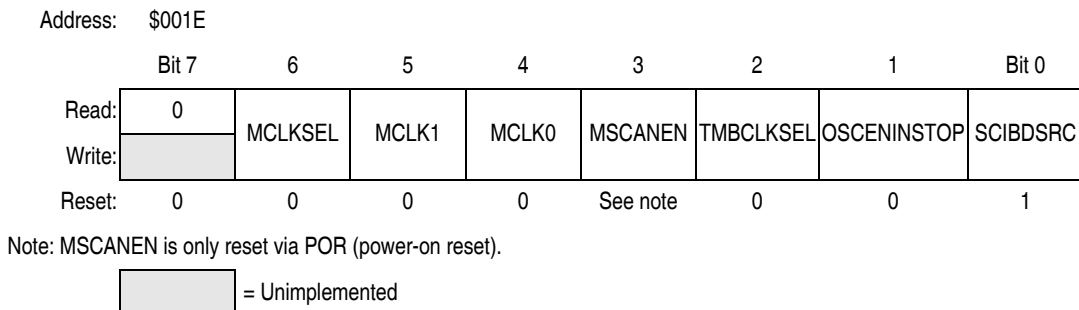 Address: $001E
Bit 7 6 5 4 3 2 1 Bit 0
Read: 0
MCLKSEL MCLK1 MCLK0 MSCANEN TMBCLKSEL OSCENINSTOP SCIBDSRC
Write:
Reset: 0 0 0 0 See note 0 0 1
Note: MSCANEN is only reset via POR (power-on reset).
= Unimplemented